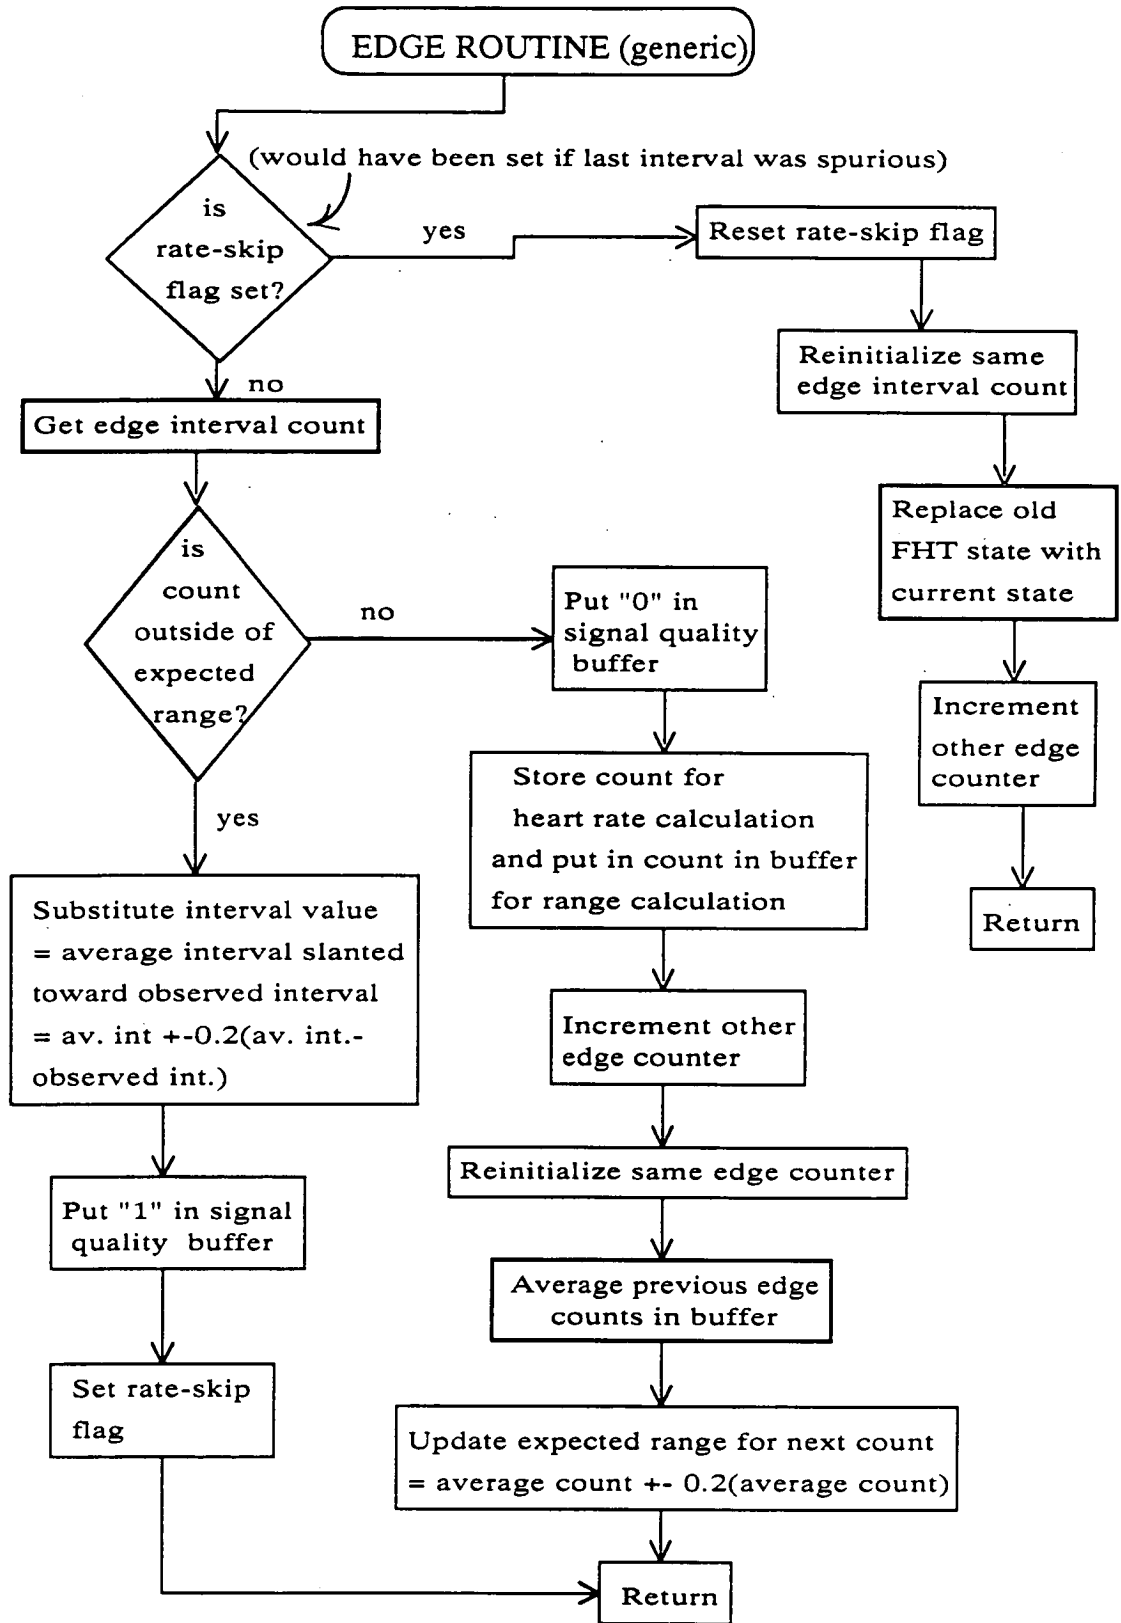 EDGE ROUTINE (generic)
(would have been set if last interval was spurious)
is
rate-skip
flag set?
yes
Reset rate-skip flag
Reinitialize same
edge interval count
Replace old
FHT state with
current state
Increment
other edge
counter
Return
no
Get edge interval count
is
count
outside of
expected
range?
no
Put "0" in
signal quality
buffer
Store count for
heart rate calculation
and put in count in buffer
for range calculation
Increment other
edge counter
Reinitialize same edge counter
Average previous edge
counts in buffer
Update expected range for next count
= average count +- 0.2(average count)
yes
Substitute interval value
= average interval slanted
toward observed interval
= av. int +-0.2(av. int.-
observed int.)
Put "1" in signal
quality buffer
Set rate-skip
flag
Return